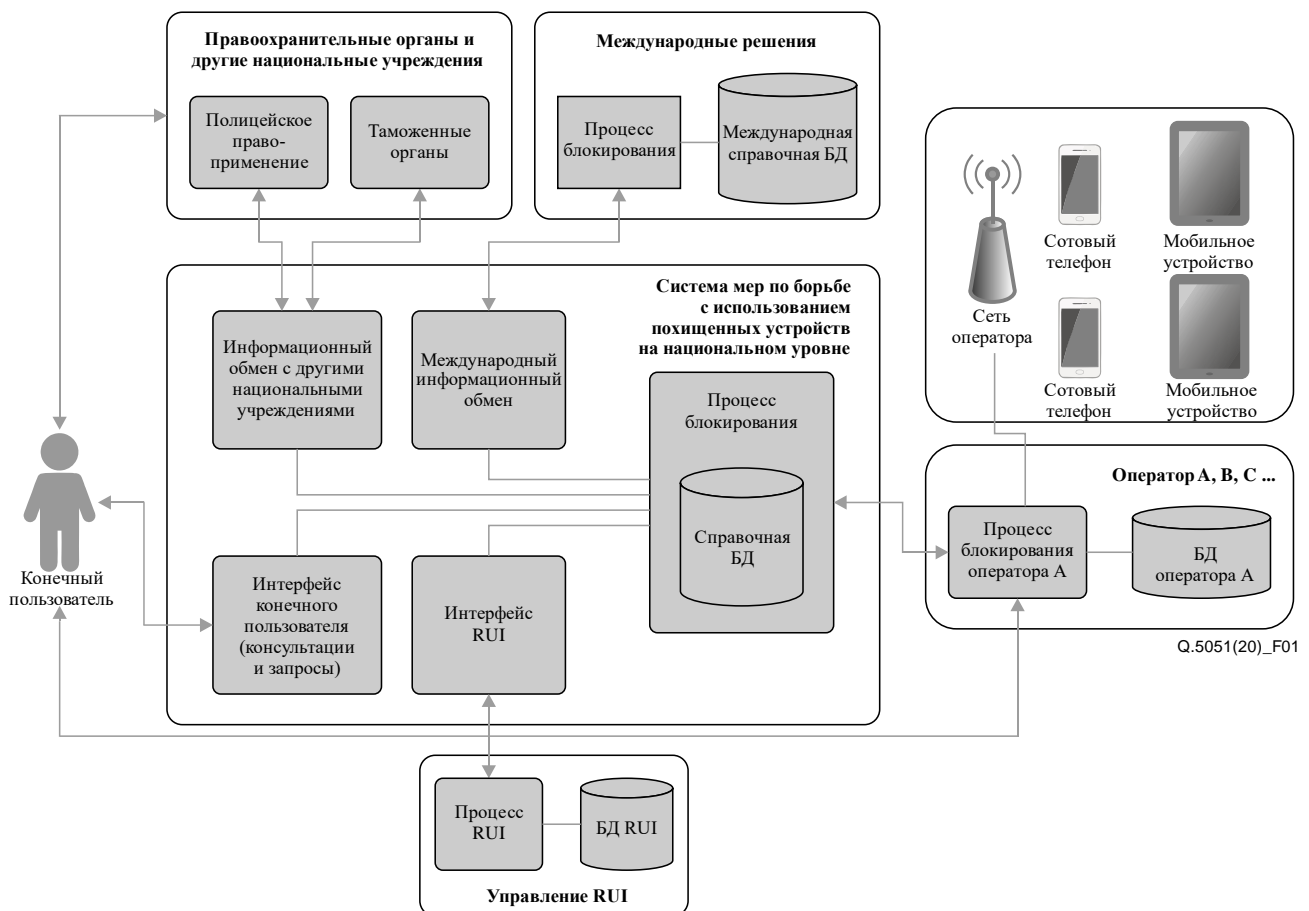 Правоохранительные органы и
другие национальные учреждения
Полицейское
право-
применение
Таможенные
органы
Международные решения
Процесс
блокирования
Международная
справочная БД
Сотовый
телефон
Мобильное
устройство
Сеть
оператора
Сотовый
телефон
Мобильное
устройство
Система мер по борьбе
с использованием
похищенных устройств
на национальном уровне
Информационный
обмен с другими
национальными
учреждениями
Международный
информационный
обмен
Процесс
блокирования
Справочная
БД
Оператор A, B, C ...
Процесс
блокирования
оператора A
БД
оператора A
Конечный
пользователь
Интерфейс
конечного
пользователя
(консультации
и запросы)
Интерфейс
RUI
Q.5051(20)_F01
Процесс
RUI
БД RUI
Управление RUI